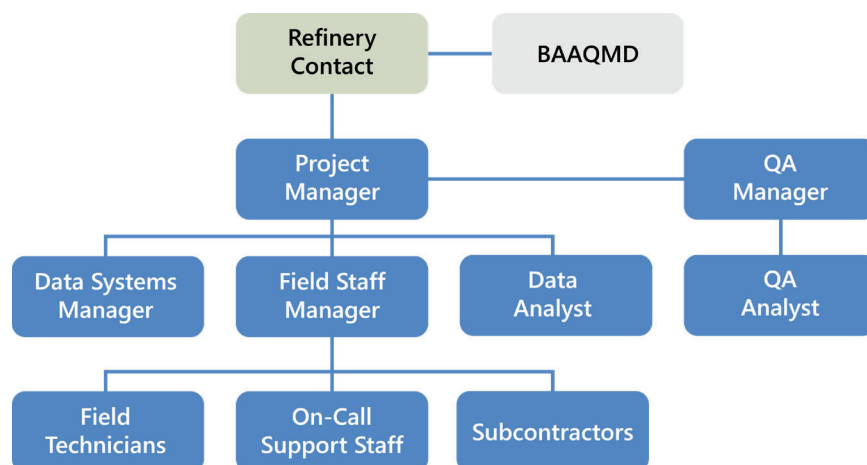 Refinery
Contact
BAAQMD
Project
Manager
QA
Manager
Data Systems
Manager
Field Staff
Manager
Data
Analyst
QA
Analyst
Field
Technicians
On-Call
Support Staff
Subcontractors